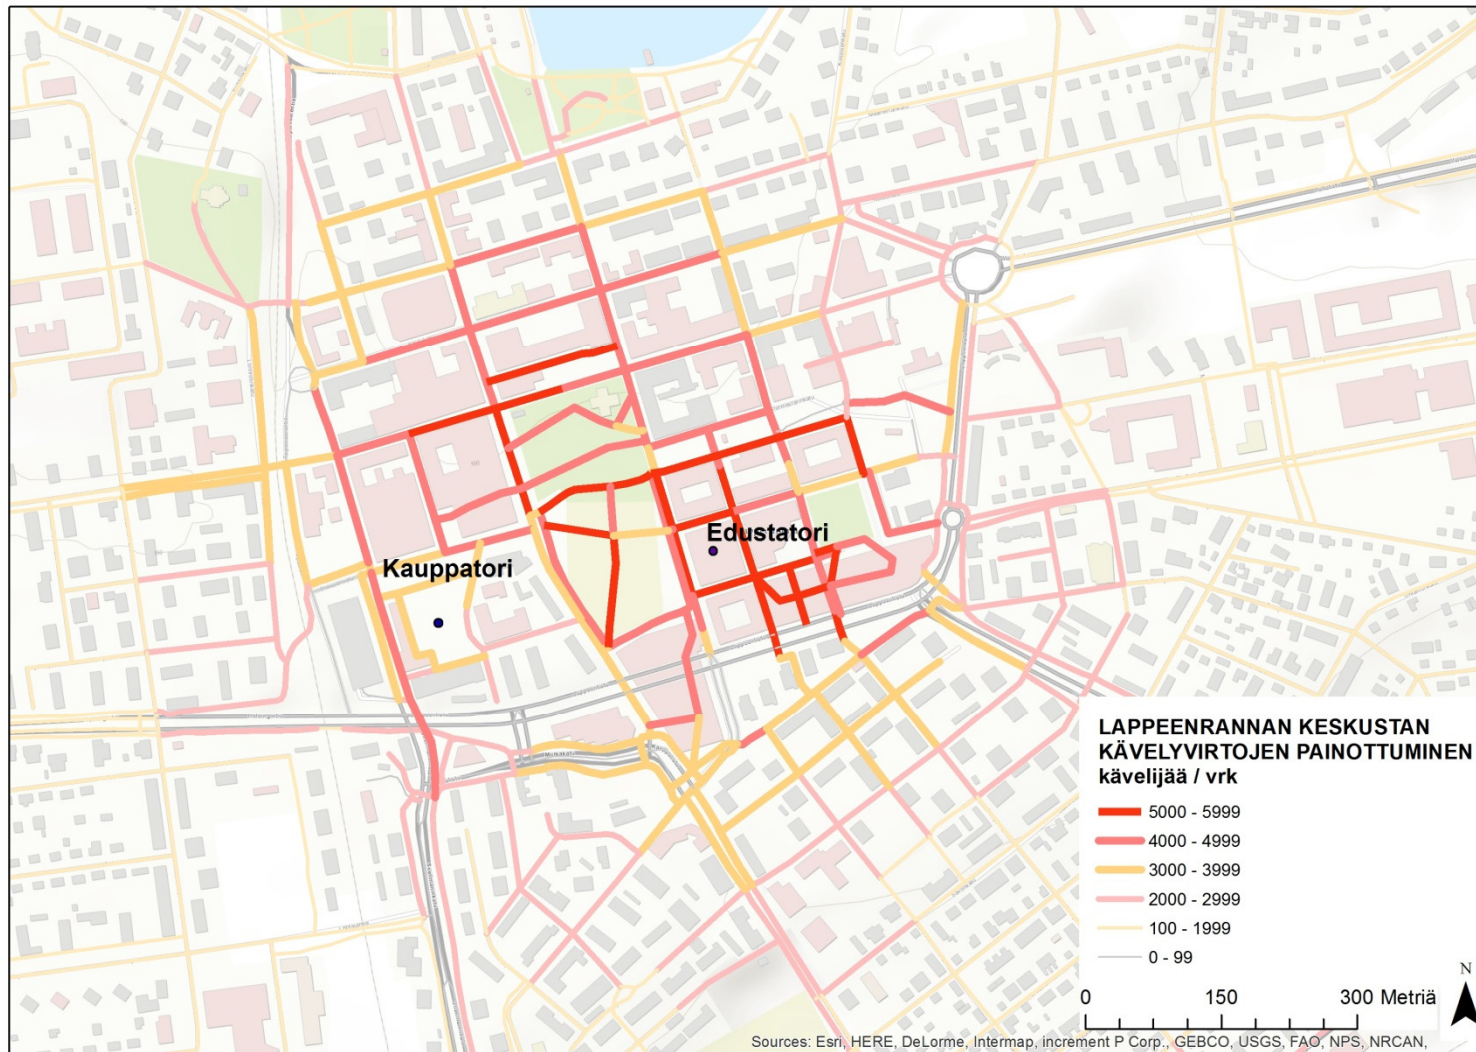 Edustatori
Kauppatori
LAPPEENRANNAN KESKUSTAN
KÄVELYVIRTOJEN PAINOTTUMINEN
kävelijää / vrk
5000 - 5999
4000 - 4999
3000 - 3999
2000 - 2999
100 - 1999
0 - 99
N
0 150 300 Metriä
Sources: Esri, HERE, DeLorme, Intermap, increment P Corp., GEBCO, USGS, FAO, NPS, NRCAN,